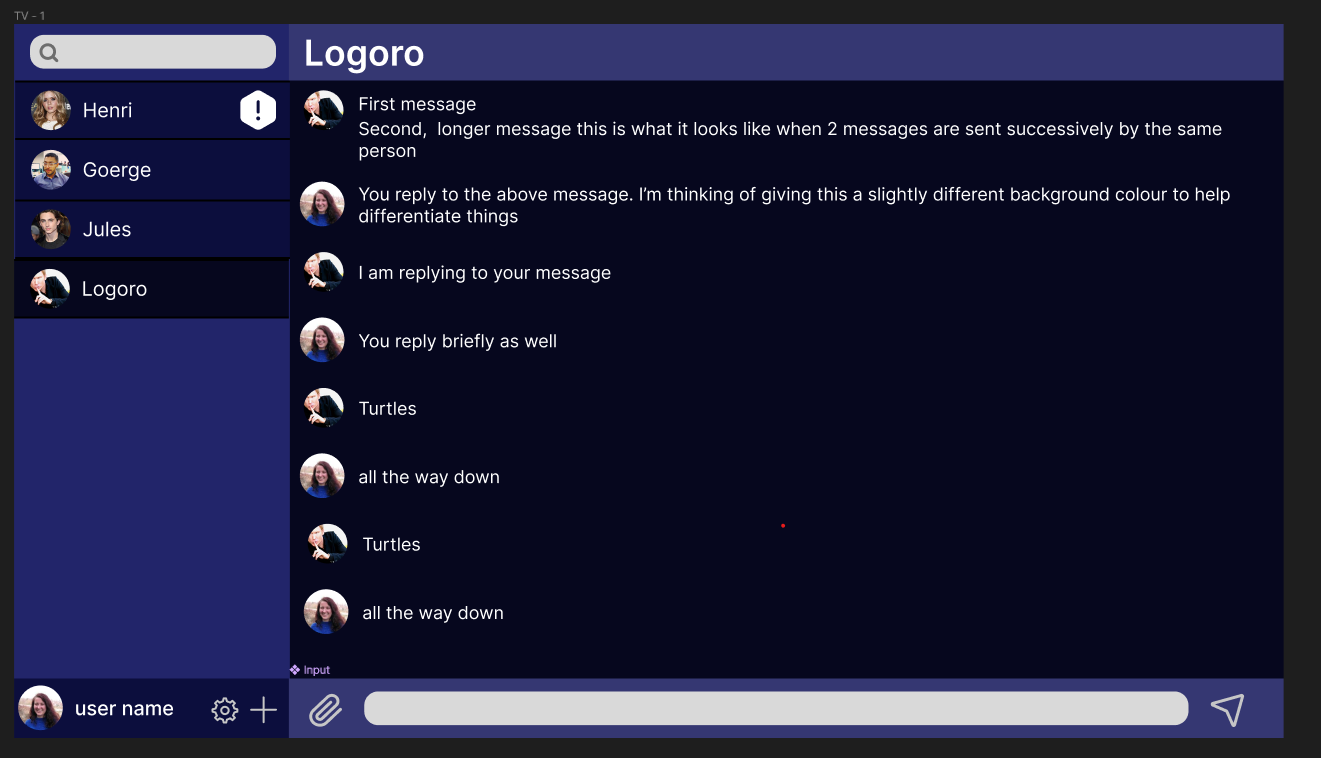 TV - 1
Logoro
Henri
!
Goerge
Jules
Logoro
First message
Second,  longer message this is what it looks like when 2 messages are sent successively by the same
person
You reply to the above message. I’m thinking of giving this a slightly different background colour to help
differentiate things
I am replying to your message
You reply briefly as well
Turtles
all the way down
Turtles
all the way down
Input
user name